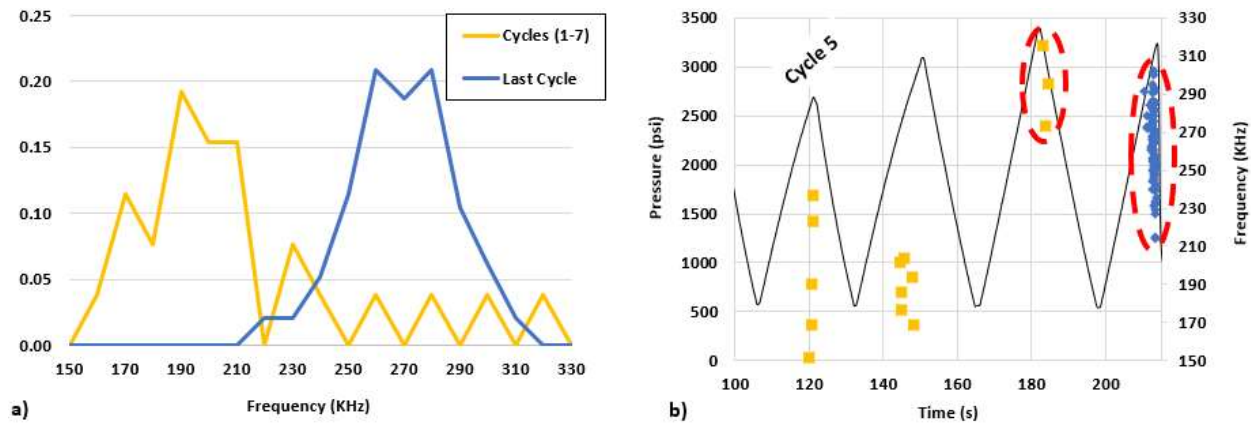 0.25
0.20
0.15
0.10
0.05
0.00
Cycles (1-7)
Last Cycle
150 170 190 210 230 250 270 290 310 330
Frequency (KHz)
a)
3500
3000
2500
2000
1500
1000
500
0
Pressure (psi)
Cycle 5
330
310
290
270
250
230
210
190
170
150
Frequency (KHz)
100 120 140 160 180 200
Time (s)
b)